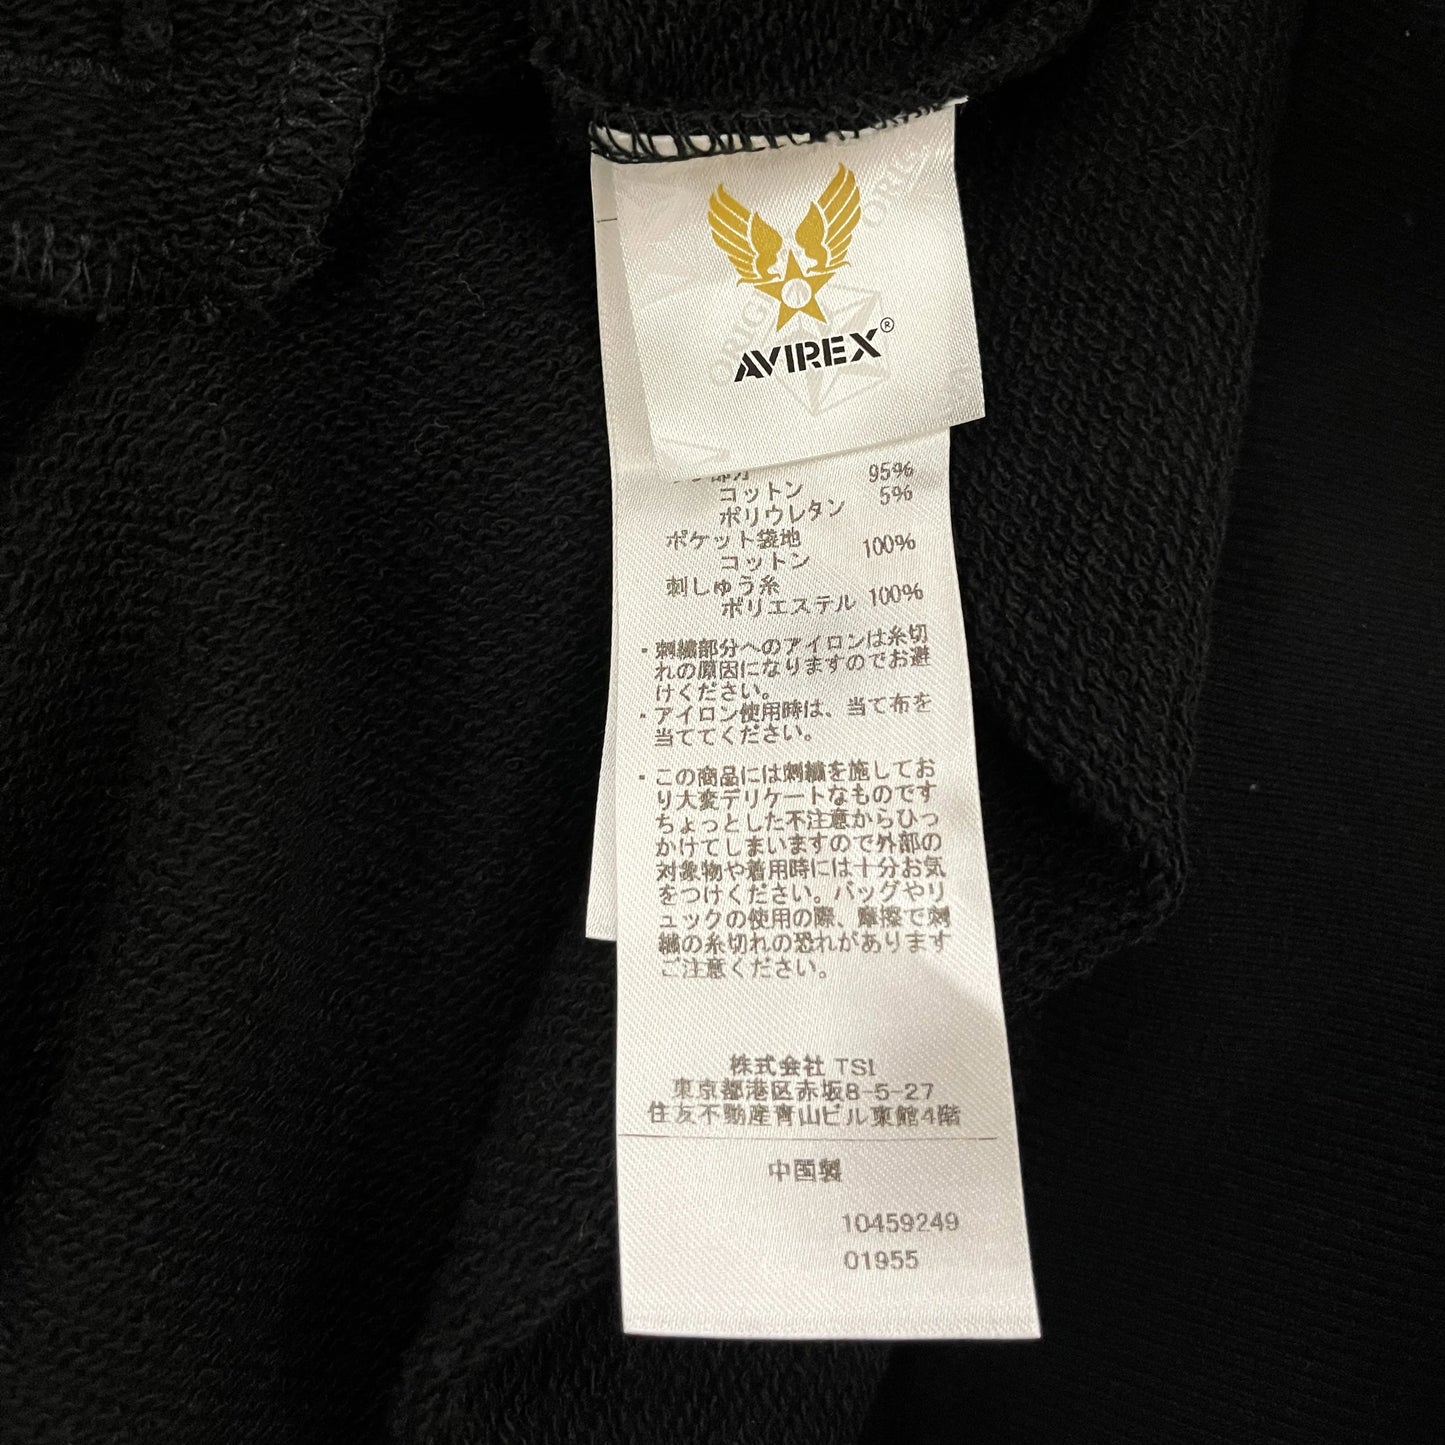 ORIG
ORIG
AVIREX®
部分 95%
コットン 5%
ポリウレタン
ポケット袋地
コットン 100%
刺しゅう糸
ポリエステル 100%
・刺繍部分へのアイロンは糸切
れの原因になりますのでお避
けください。
・アイロン使用時は、当て布を
当ててください。
・この商品には刺繍を施してお
り大変デリケートなものです
ちょっとした不注意からひっ
かけてしまいますので外部の
対象物や着用時には十分お気
をつけください。バッグやリ
ュックの使用の際、摩擦で刺
繍の糸切れの恐れがあります
ご注意ください。
株式会社 TSI
東京都港区赤坂8-5-27
住友不動産青山ビル東館4階
中国製
10459249
01955